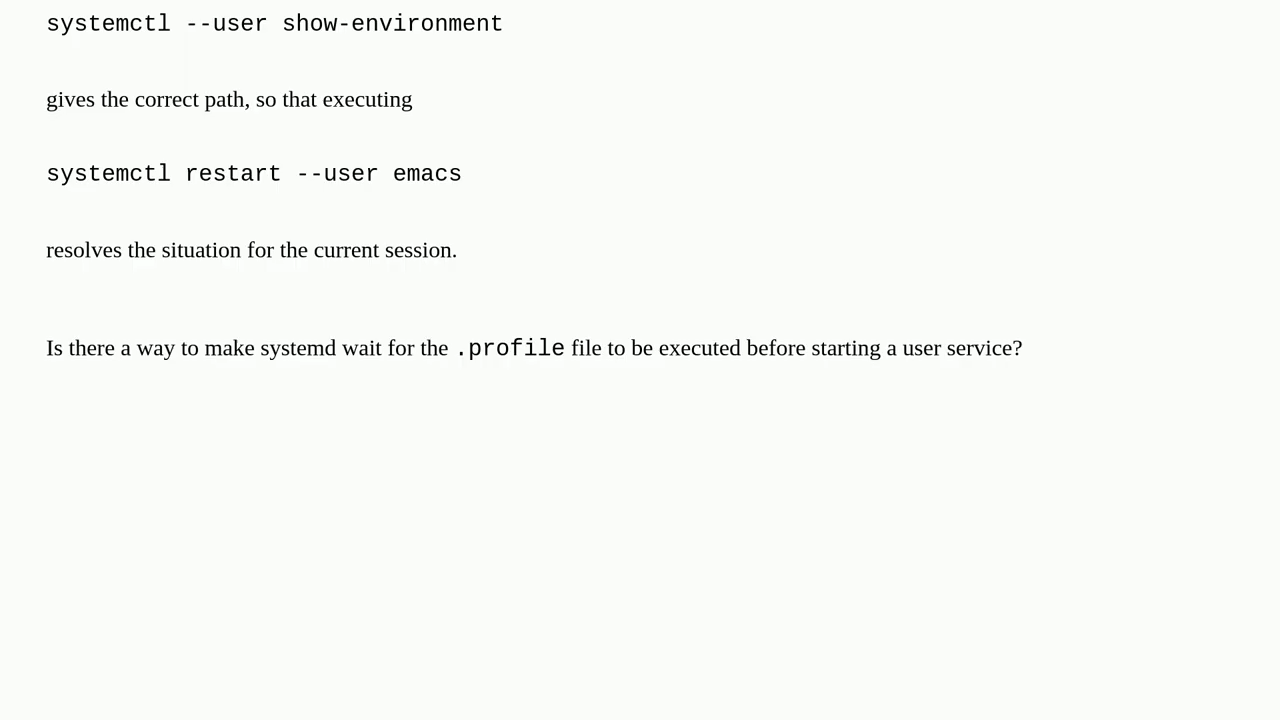 systemctl --user show-environment
gives the correct path, so that executing
systemctl restart --user emacs
resolves the situation for the current session.
Is there a way to make systemd wait for the .profile file to be executed before starting a user service?